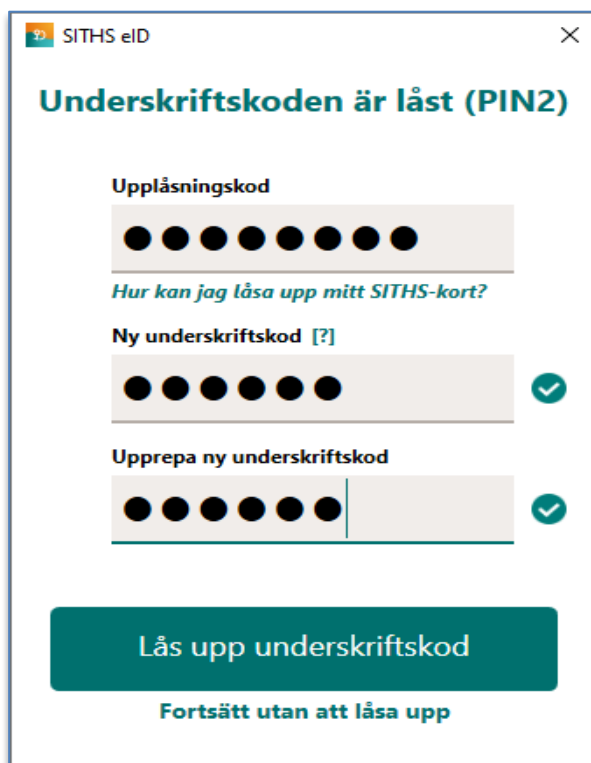 SITHS eID
Underskriftskoden är låst (PIN2)
Upplåsningskod
●●●●●●●●
Hur kan jag låsa upp mitt SITHS-kort?
Ny underskriftskod [?]
●●●●●●
Upprepa ny underskriftskod
●●●●●●
Lås upp underskriftskod
Fortsätt utan att låsa upp